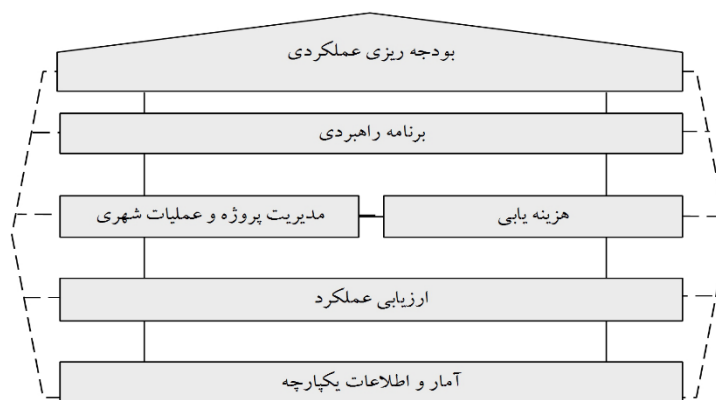 بودجه ریزی عملکردی
برنامه راهبردی
هزینه یابی
مدیریت پروژه و عملیات شهری
ارزیابی عملکرد
آمار و اطلاعات یکپارچه